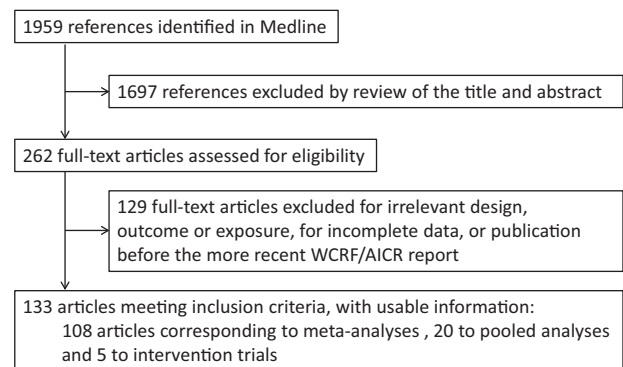 1959 references identified in Medline
1697 references excluded by review of the title and abstract
262 full-text articles assessed for eligibility
129 full-text articles excluded for irrelevant design,
outcome or exposure, for incomplete data, or publication
before the more recent WCRF/AICR report
133 articles meeting inclusion criteria, with usable information:
108 articles corresponding to meta-analyses , 20 to pooled analyses
and 5 to intervention trials